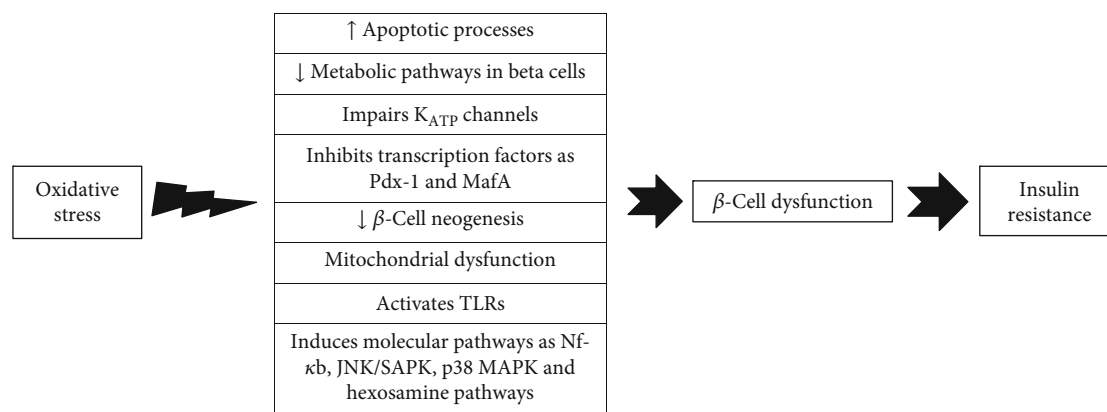 Oxidative
stress
↑ Apoptotic processes
↓ Metabolic pathways in beta cells
Impairs K_ATP channels
Inhibits transcription factors as
Pdx-1 and MafA
↓ β-Cell neogenesis
Mitochondrial dysfunction
Activates TLRs
Induces molecular pathways as Nf-
κb, JNK/SAPK, p38 MAPK and
hexosamine pathways
β-Cell dysfunction
Insulin
resistance